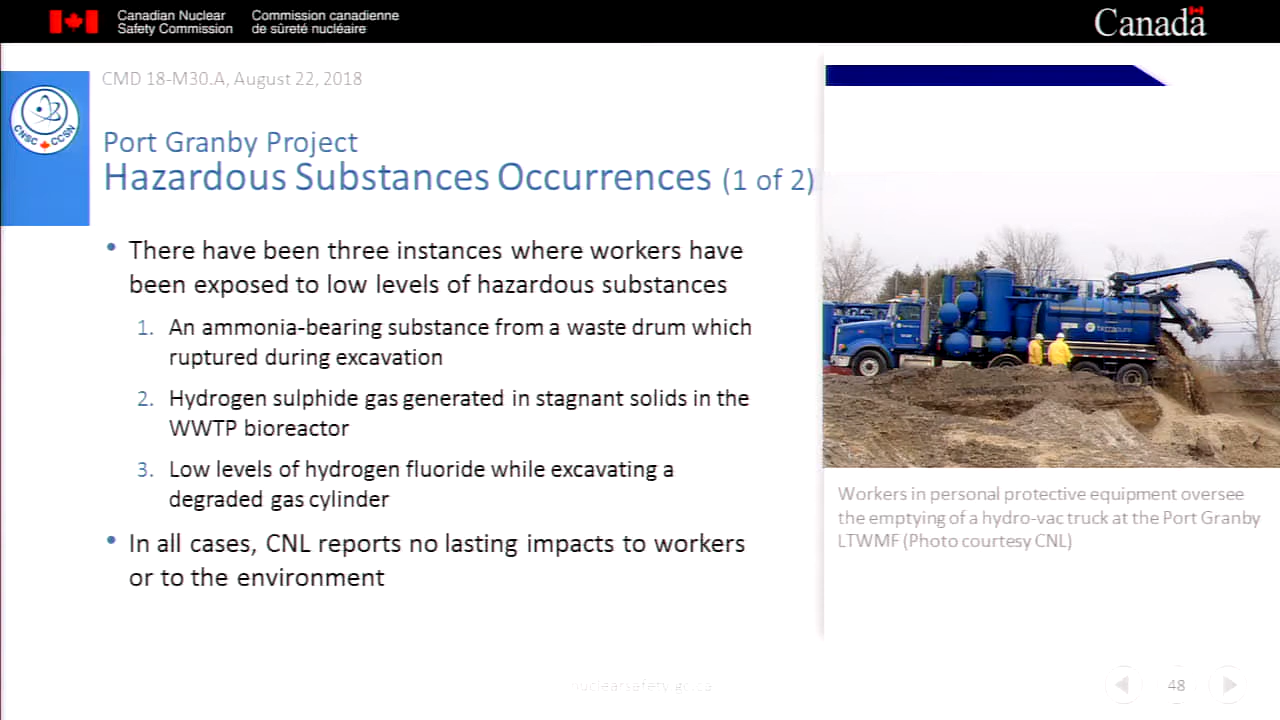 Canadian Nuclear
Safety Commission
Commission canadienne
de sûreté nucléaire
Canada
CMD 18-M30.A, August 22, 2018
CNSC CCSN
Port Granby Project
Hazardous Substances Occurrences (1 of 2)
• There have been three instances where workers have
been exposed to low levels of hazardous substances
1. An ammonia-bearing substance from a waste drum which
ruptured during excavation
2. Hydrogen sulphide gas generated in stagnant solids in the
WWTP bioreactor
3. Low levels of hydrogen fluoride while excavating a
degraded gas cylinder
• In all cases, CNL reports no lasting impacts to workers
or to the environment
Workers in personal protective equipment oversee
the emptying of a hydro-vac truck at the Port Granby
LTWMF (Photo courtesy CNL)
nuclearsafety.gc.ca
48